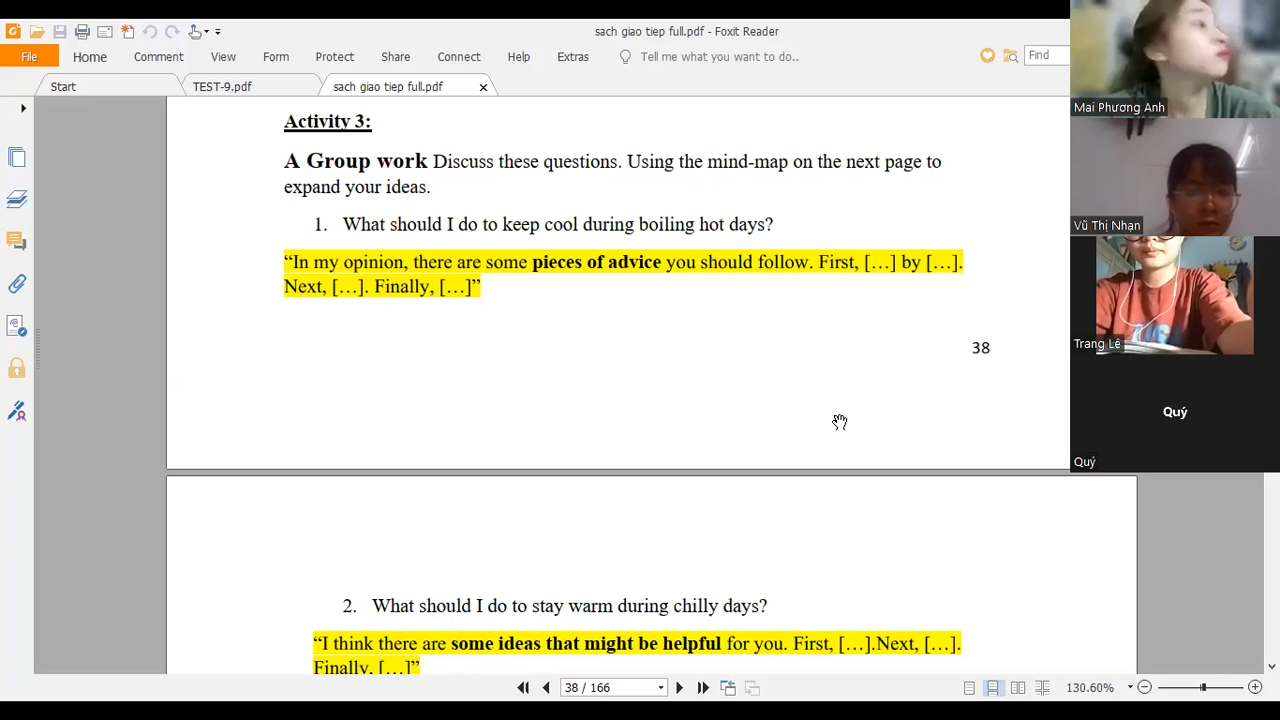 sach giao tiep full.pdf - Foxit Reader
File Home Comment View Form Protect Share Connect Help Extras Tell me what you want to do.. Find
Start TEST-9.pdf sach giao tiep full.pdf
Activity 3:
A Group work Discuss these questions. Using the mind-map on the next page to
expand your ideas.
1. What should I do to keep cool during boiling hot days?
“In my opinion, there are some pieces of advice you should follow. First, […] by […].
Next, […]. Finally, […]”
38
2. What should I do to stay warm during chilly days?
“I think there are some ideas that might be helpful for you. First, […].Next, […].
Finally, […]”
38 / 166
130.60%
Mai Phương Anh
Vũ Thị Nhạn
Trang Lê
Quý
Quý